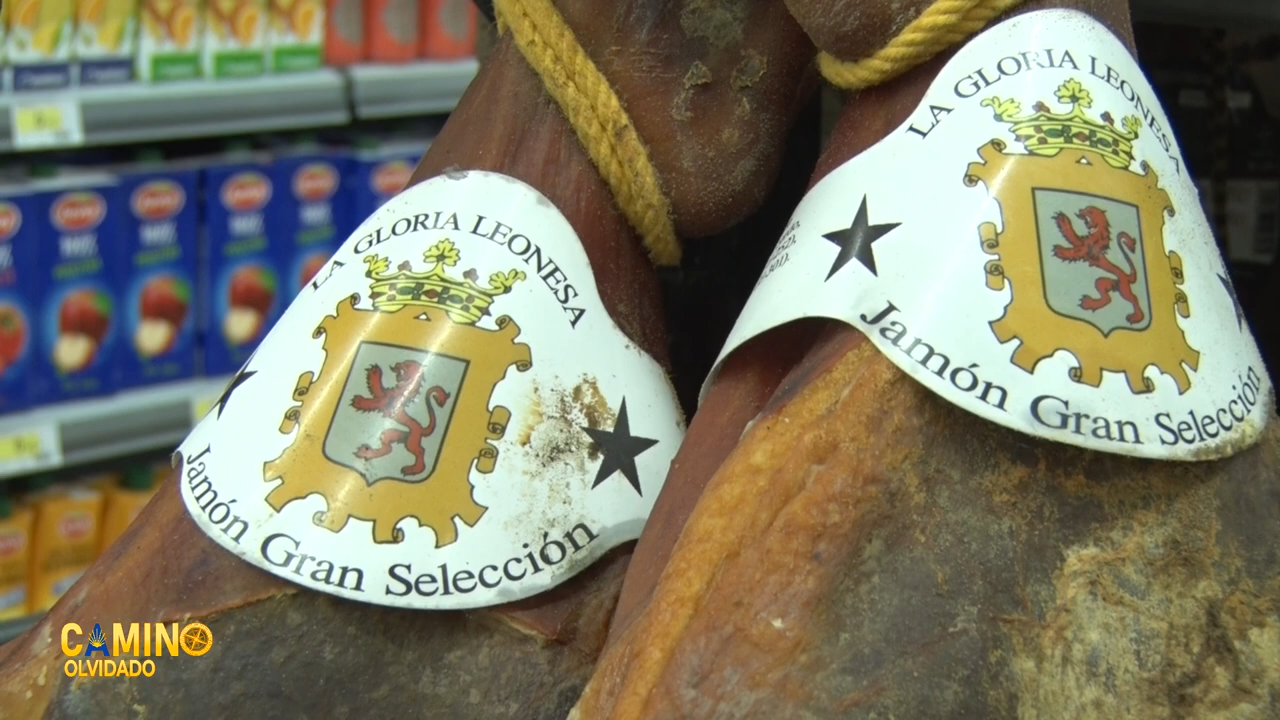 LA GLORIA LEONESA
Jamón Gran Selección
LA GLORIA LEONESA
Jamón Gran Selección
CAMINO
OLVIDADO